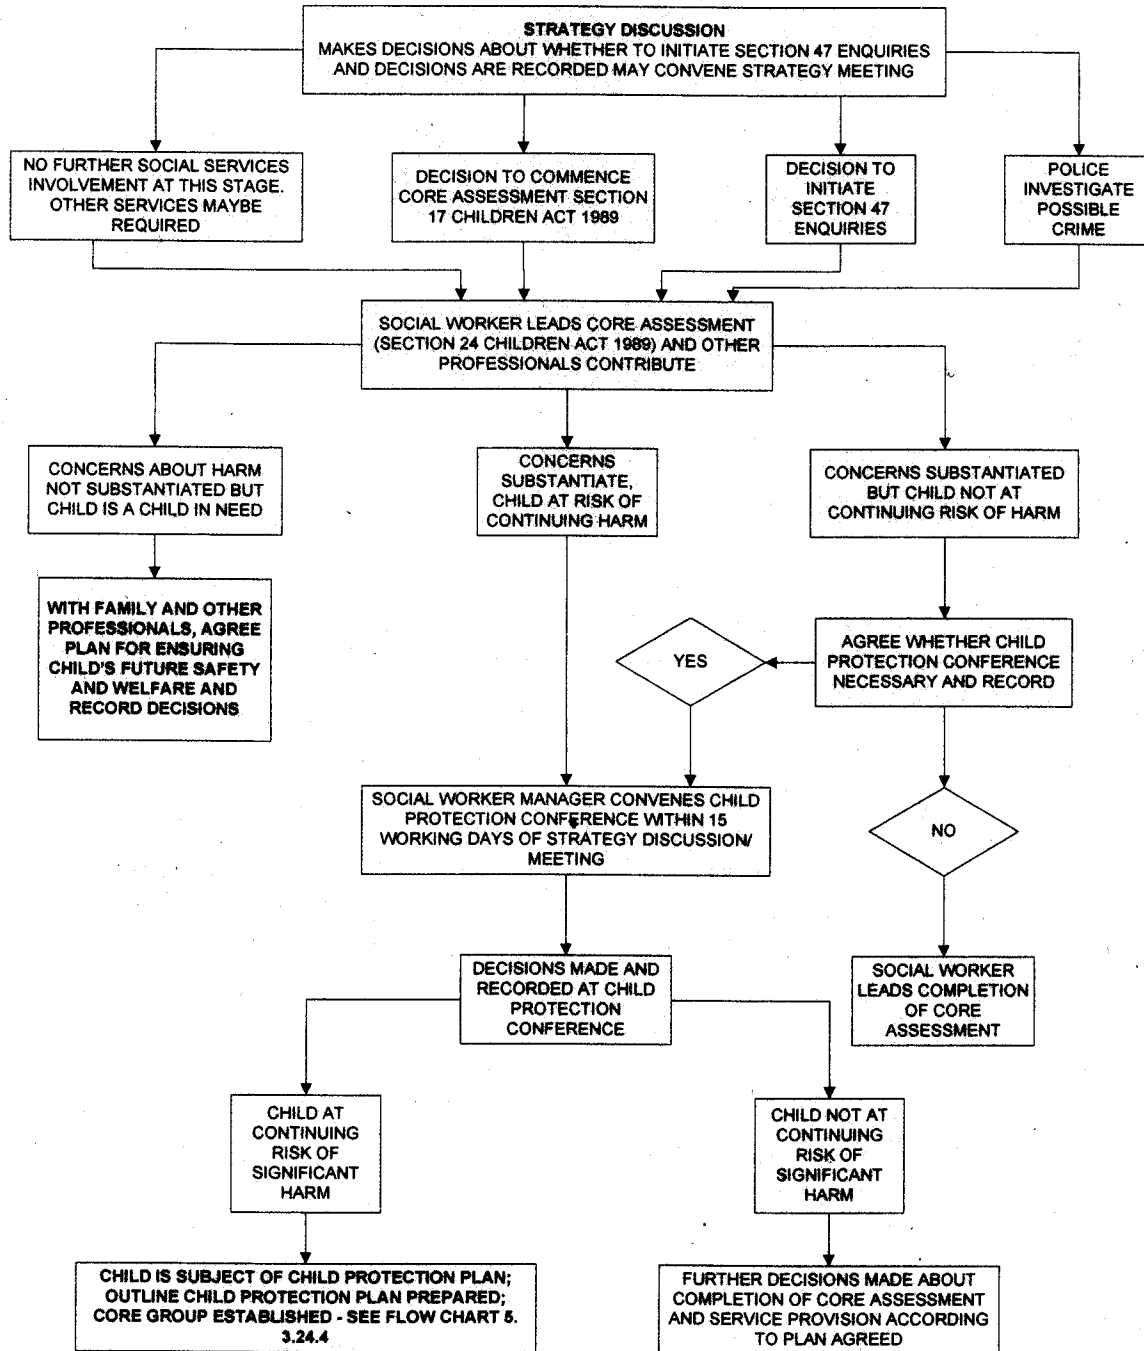 STRATEGY DISCUSSION
MAKES DECISIONS ABOUT WHETHER TO INITIATE SECTION 47 ENQUIRIES
AND DECISIONS ARE RECORDED MAY CONVENE STRATEGY MEETING
NO FURTHER SOCIAL SERVICES
INVOLVEMENT AT THIS STAGE.
OTHER SERVICES MAYBE
REQUIRED
DECISION TO COMMENCE
CORE ASSESSMENT SECTION
17 CHILDREN ACT 1989
DECISION TO
INITIATE
SECTION 47
ENQUIRIES
POLICE
INVESTIGATE
POSSIBLE
CRIME
SOCIAL WORKER LEADS CORE ASSESSMENT
(SECTION 24 CHILDREN ACT 1989) AND OTHER
PROFESSIONALS CONTRIBUTE
CONCERNS ABOUT HARM
NOT SUBSTANTIATED BUT
CHILD IS A CHILD IN NEED
CONCERNS
SUBSTANTIATE,
CHILD AT RISK OF
CONTINUING HARM
CONCERNS SUBSTANTIATED
BUT CHILD NOT AT
CONTINUING RISK OF HARM
WITH FAMILY AND OTHER
PROFESSIONALS, AGREE
PLAN FOR ENSURING
CHILD'S FUTURE SAFETY
AND WELFARE AND
RECORD DECISIONS
YES
AGREE WHETHER CHILD
PROTECTION CONFERENCE
NECESSARY AND RECORD
SOCIAL WORKER MANAGER CONVENES CHILD
PROTECTION CONFERENCE WITHIN 15
WORKING DAYS OF STRATEGY DISCUSSION/
MEETING
NO
DECISIONS MADE AND
RECORDED AT CHILD
PROTECTION
CONFERENCE
SOCIAL WORKER
LEADS COMPLETION
OF CORE
ASSESSMENT
CHILD AT
CONTINUING
RISK OF
SIGNIFICANT
HARM
CHILD NOT AT
CONTINUING
RISK OF
SIGNIFICANT
HARM
CHILD IS SUBJECT OF CHILD PROTECTION PLAN;
OUTLINE CHILD PROTECTION PLAN PREPARED;
CORE GROUP ESTABLISHED - SEE FLOW CHART 5.
3.24.4
FURTHER DECISIONS MADE ABOUT
COMPLETION OF CORE ASSESSMENT
AND SERVICE PROVISION ACCORDING
TO PLAN AGREED